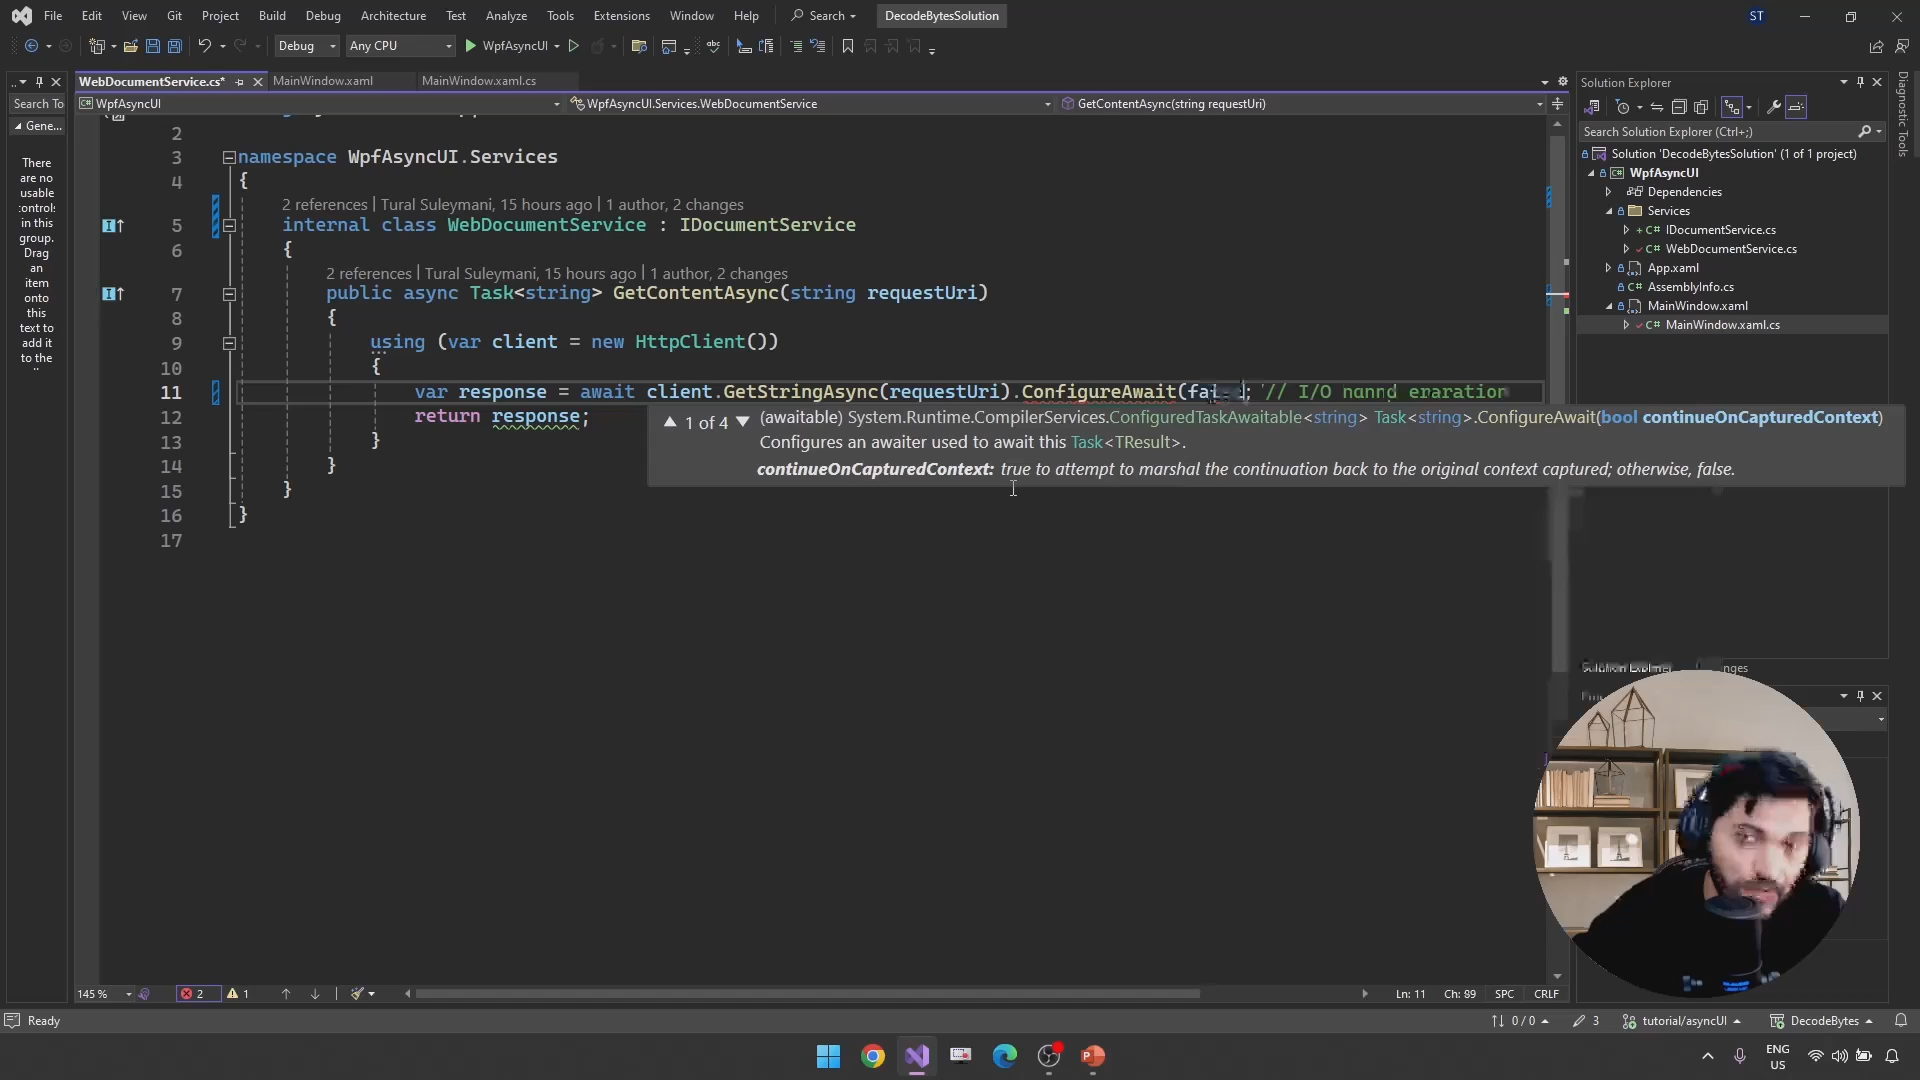 File Edit View Git Project Build Debug Architecture Test Analyze Tools Extensions Window Help Search DecodeBytesSolution ST
Debug Any CPU WpfAsyncUI
WebDocumentService.cs* MainWindow.xaml MainWindow.xaml.cs
WpfAsyncUI WpfAsyncUI.Services.WebDocumentService GetContentAsync(string requestUri)
Search To
Gene...
There
are no
usable
controls
in this
group.
Drag
an
item
onto
this
text to
add it
to the
2
3 namespace WpfAsyncUI.Services
4 {
2 references | Tural Suleymani, 15 hours ago | 1 author, 2 changes
5 internal class WebDocumentService : IDocumentService
6 {
2 references | Tural Suleymani, 15 hours ago | 1 author, 2 changes
7 public async Task<string> GetContentAsync(string requestUri)
8 {
9 using (var client = new HttpClient())
10 {
11 var response = await client.GetStringAsync(requestUri).ConfigureAwait( ; // I/O
12 return response;
13 }
14 }
15 }
16 }
17
1 of 4 (awaitable) System.Runtime.CompilerServices.ConfiguredTaskAwaitable<string> Task<string>.ConfigureAwait(bool continueOnCapturedContext)
Configures an awaiter used to await this Task<TResult>.
continueOnCapturedContext: true to attempt to marshal the continuation back to the original context captured; otherwise, false.
Solution Explorer
Search Solution Explorer (Ctrl+;)
Solution 'DecodeBytesSolution' (1 of 1 project)
WpfAsyncUI
Dependencies
Services
C# IDocumentService.cs
C# WebDocumentService.cs
App.xaml
C# AssemblyInfo.cs
MainWindow.xaml
C# MainWindow.xaml.cs
Diagnostic Tools
145 % 2 1 Ln: 11 Ch: 89 SPC CRLF
Ready 0 / 0 3 tutorial/asyncUI DecodeBytes
ENG
US